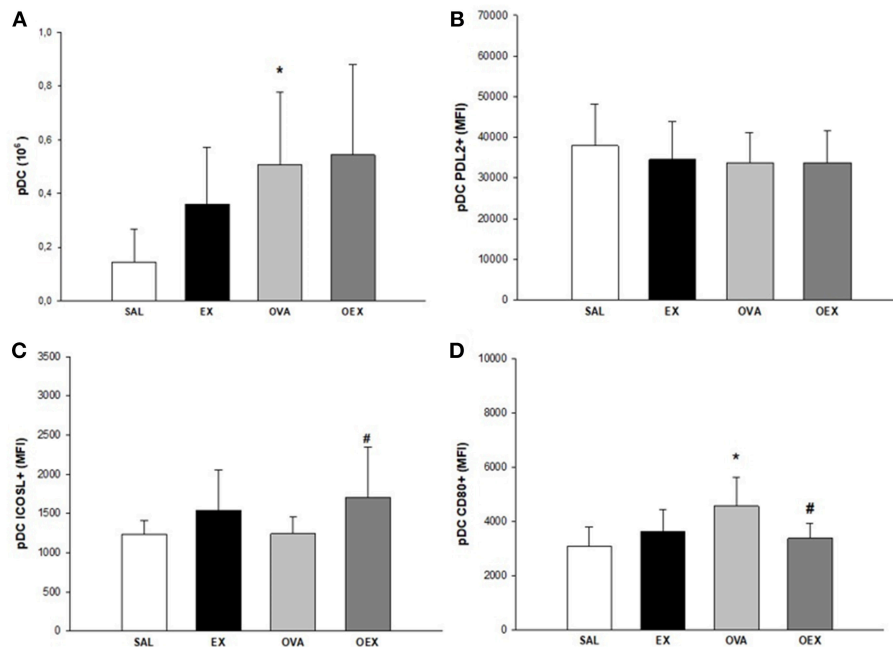 A
pDC (10⁶)
1,0
0,8
0,6
0,4
0,2
0,0
*
SAL EX OVA OEX
B
pDC PDL2+ (MFI)
70000
60000
50000
40000
30000
20000
10000
0
SAL EX OVA OEX
C
pDC ICOSL+ (MFI)
3500
3000
2500
2000
1500
1000
500
0
#
SAL EX OVA OEX
D
pDC CD80+ (MFI)
10000
8000
6000
4000
2000
0
*
#
SAL EX OVA OEX